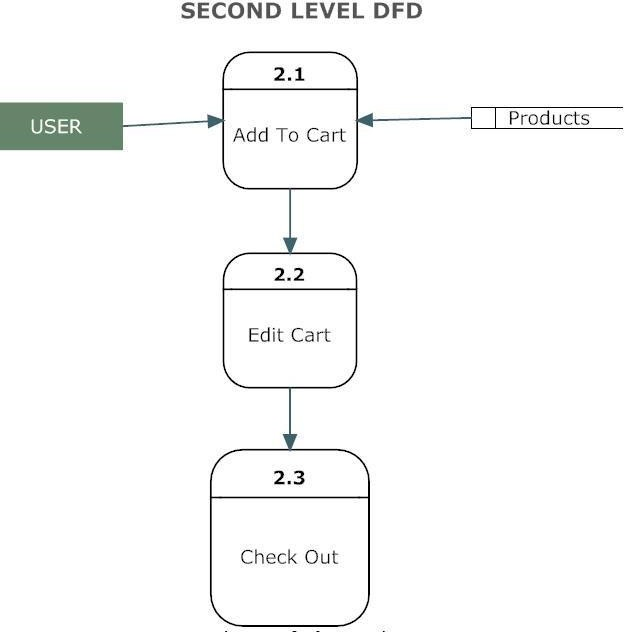 SECOND LEVEL DFD
2.1
USER
Add To Cart
Products
2.2
Edit Cart
2.3
Check Out